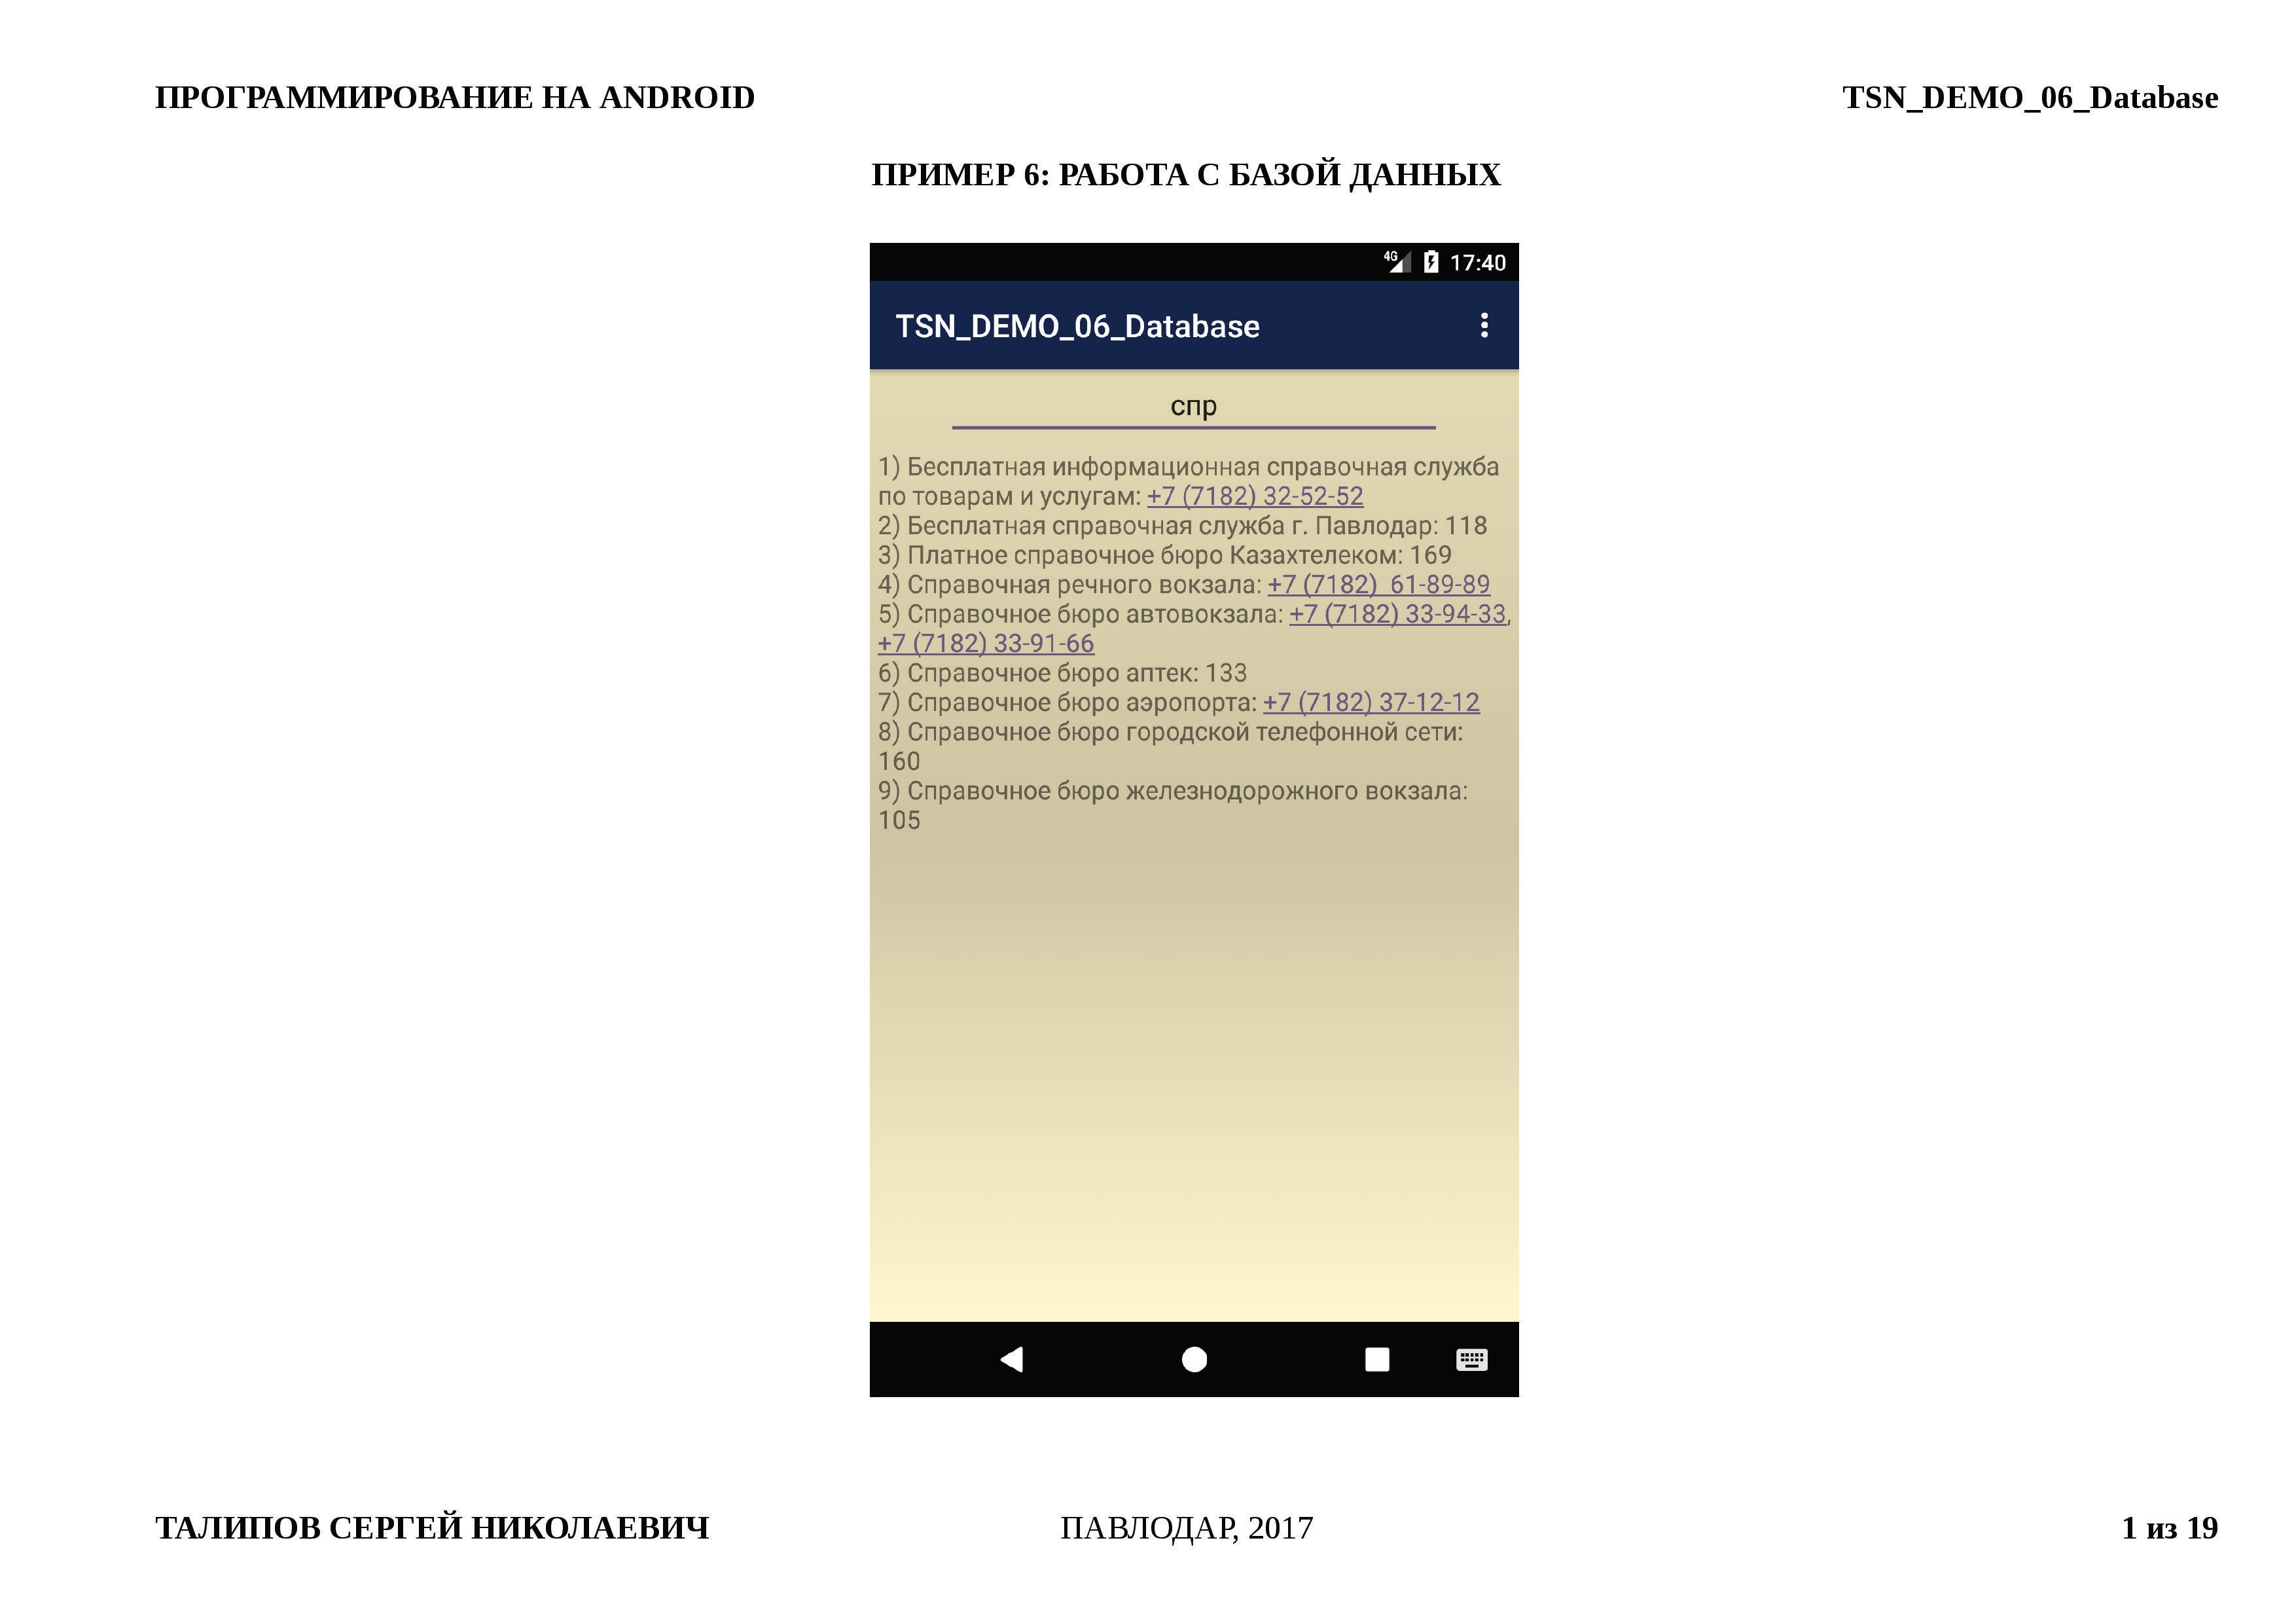 ПРОГРАММИРОВАНИЕ НА ANDROID
TSN_DEMO_06_Database
ПРИМЕР 6: РАБОТА С БАЗОЙ ДАННЫХ
4G 17:40
TSN_DEMO_06_Database
спр
1) Бесплатная информационная справочная служба
по товарам и услугам: +7 (7182) 32-52-52
2) Бесплатная справочная служба г. Павлодар: 118
3) Платное справочное бюро Казахтелеком: 169
4) Справочная речного вокзала: +7 (7182)  61-89-89
5) Справочное бюро автовокзала: +7 (7182) 33-94-33,
+7 (7182) 33-91-66
6) Справочное бюро аптек: 133
7) Справочное бюро аэропорта: +7 (7182) 37-12-12
8) Справочное бюро городской телефонной сети:
160
9) Справочное бюро железнодорожного вокзала:
105
ТАЛИПОВ СЕРГЕЙ НИКОЛАЕВИЧ
ПАВЛОДАР, 2017
1 из 19